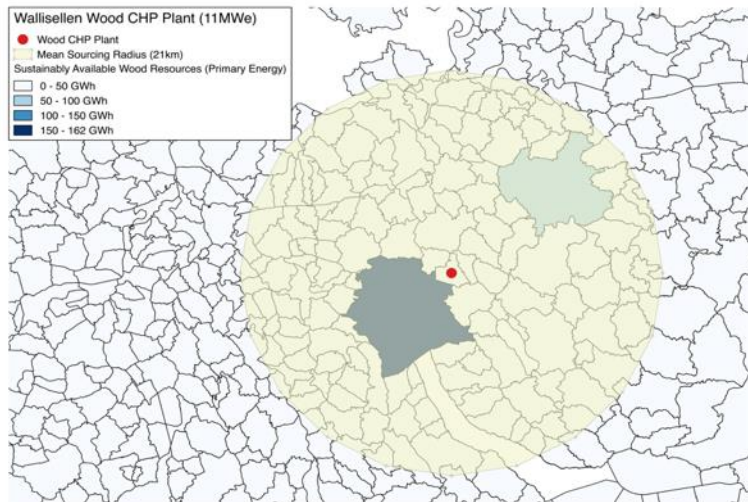 Wallisellen Wood CHP Plant (11MWe)
Wood CHP Plant
Mean Sourcing Radius (21km)
Sustainably Available Wood Resources (Primary Energy)
0 - 50 GWh
50 - 100 GWh
100 - 150 GWh
150 - 162 GWh